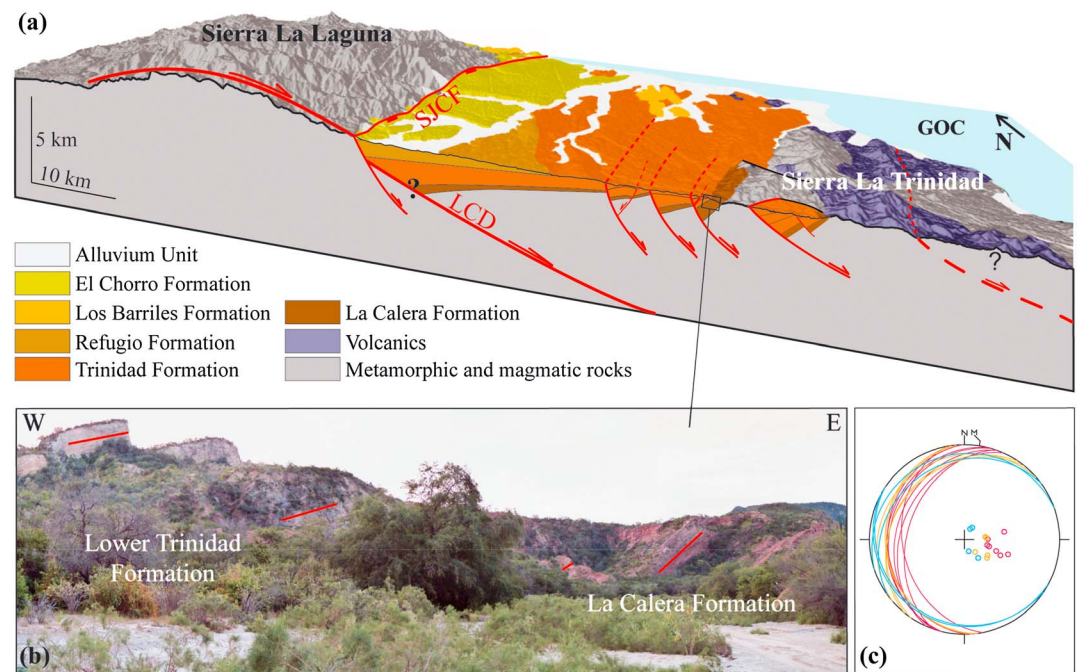 (a)
Sierra La Laguna
SJCF
GOC
N
5 km
10 km
?
LCD
Sierra La Trinidad
?
Alluvium Unit
El Chorro Formation
Los Barriles Formation
La Calera Formation
Refugio Formation
Volcanics
Trinidad Formation
Metamorphic and magmatic rocks
W
E
Lower Trinidad
Formation
La Calera Formation
(b)
N M
(c)